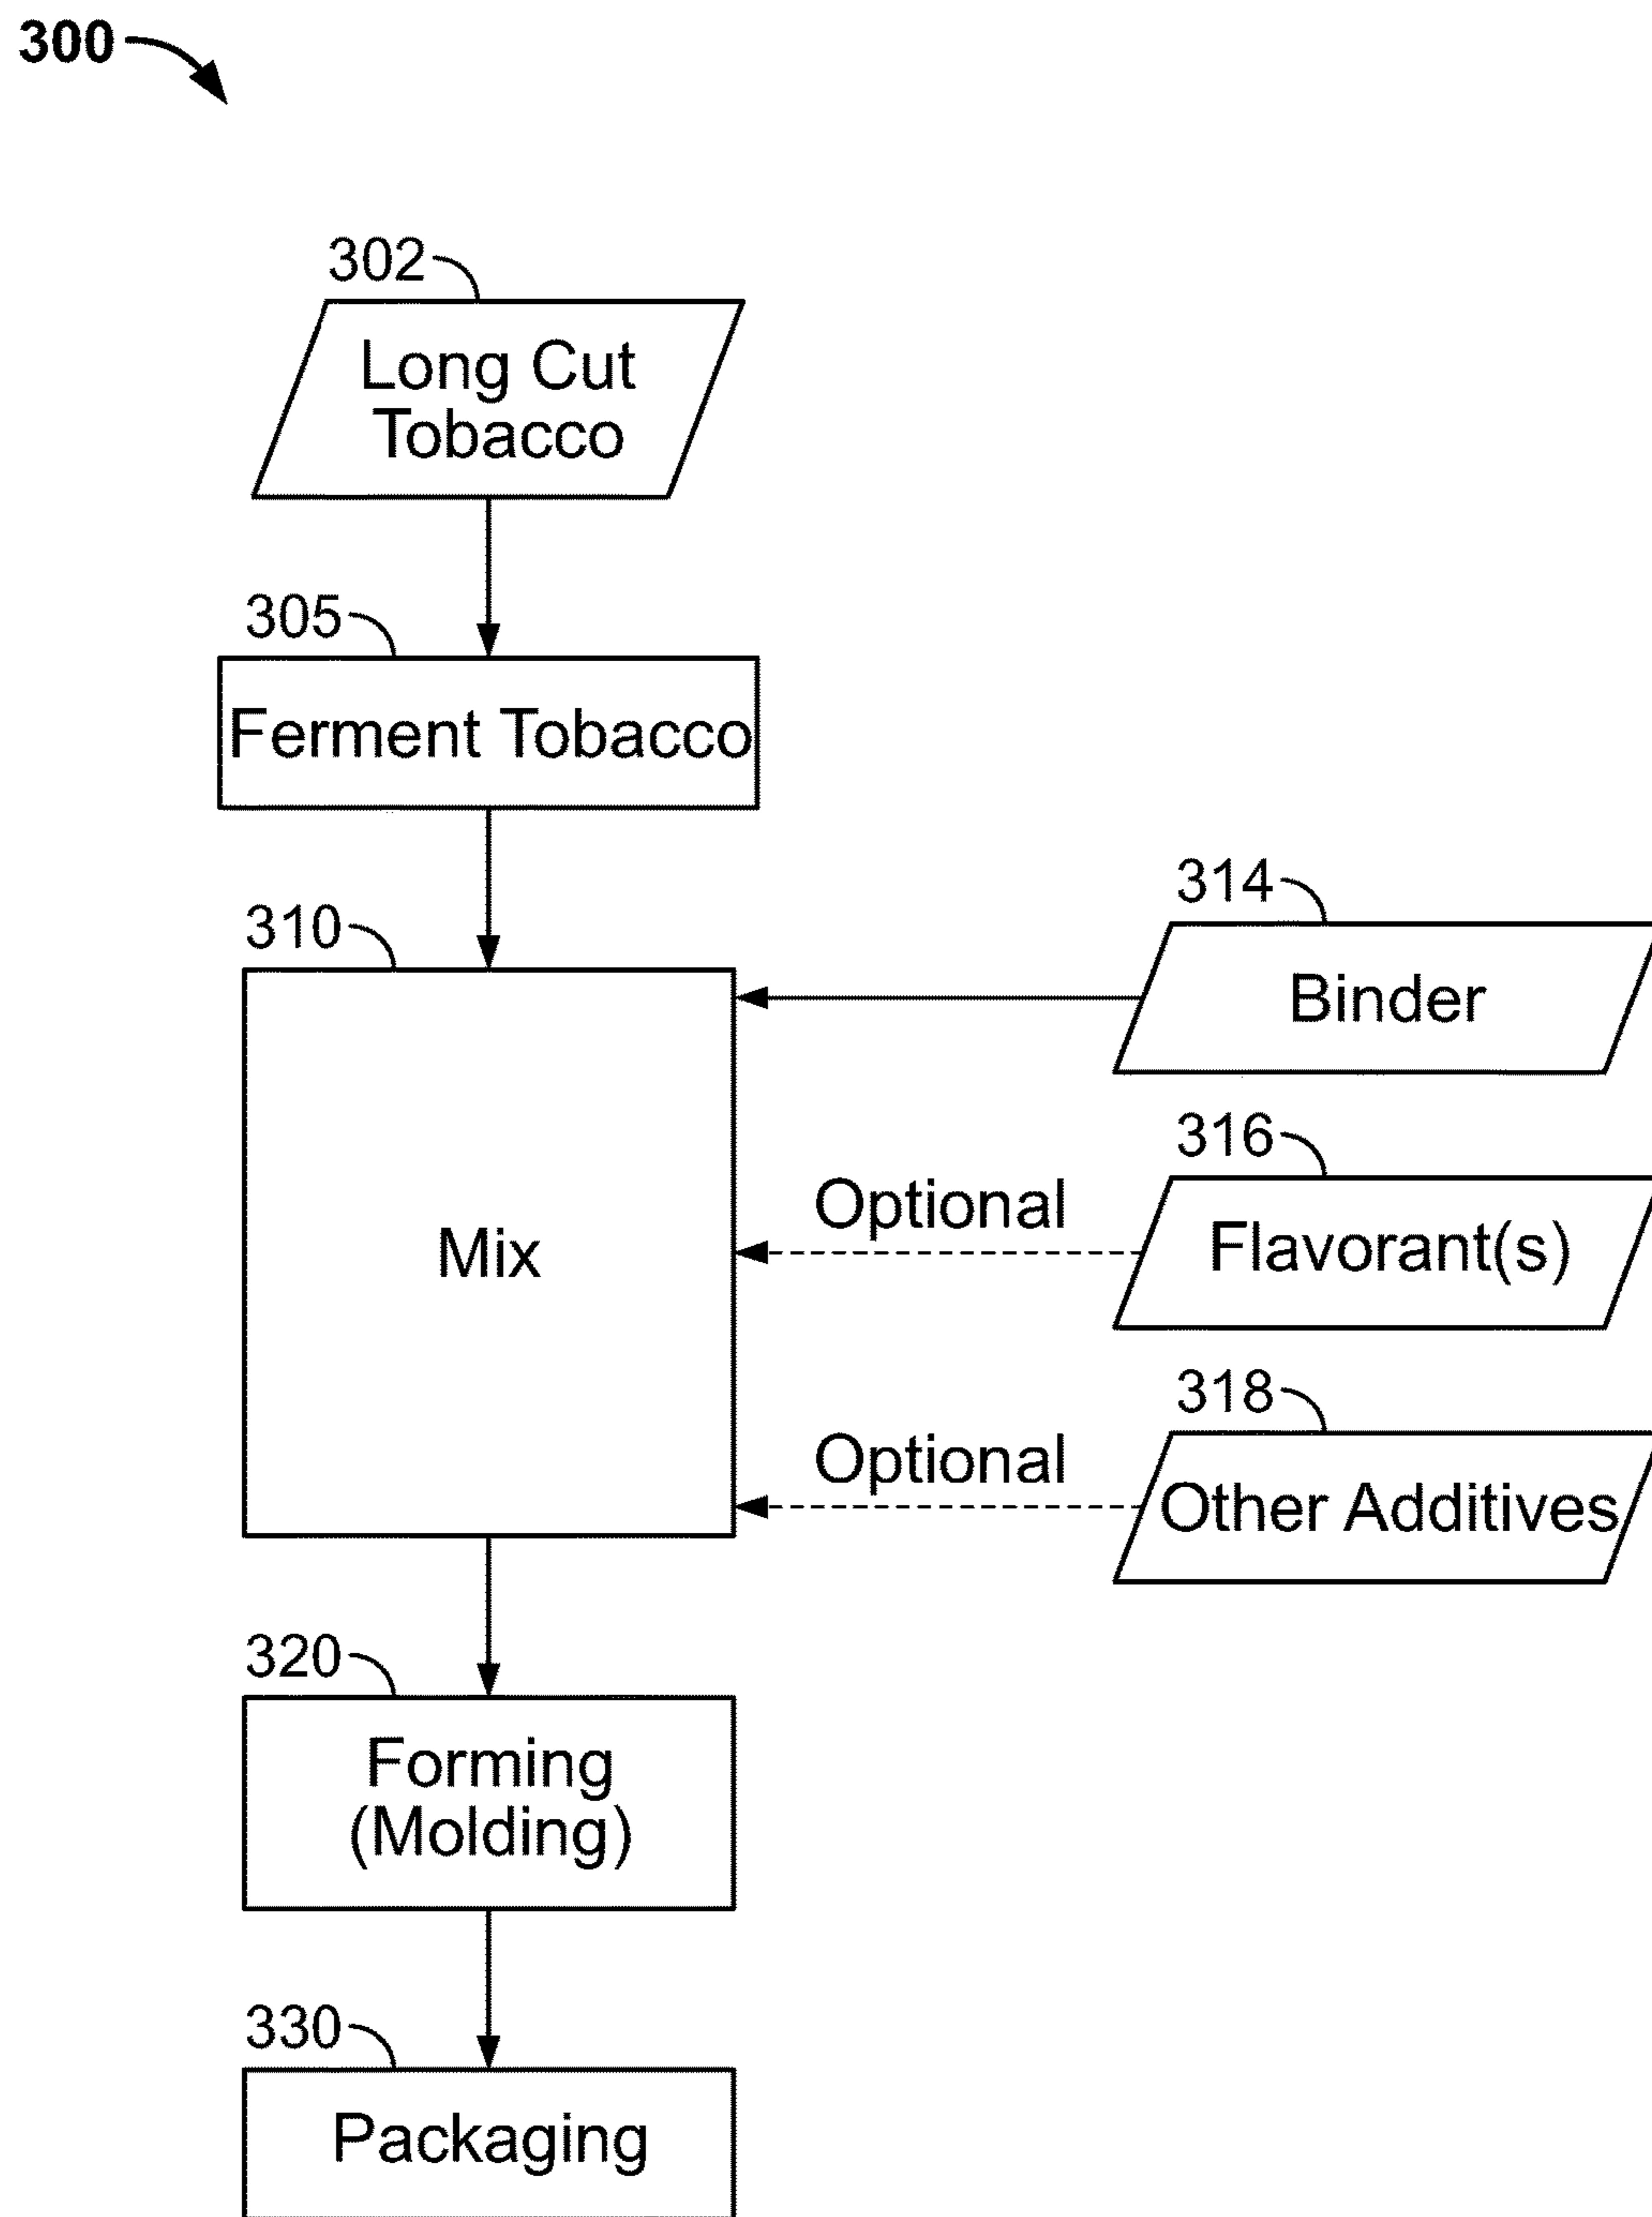 300
302
Long Cut
Tobacco
305
Ferment Tobacco
310
Mix
314
Binder
316
Optional
Flavorant(s)
318
Optional
Other Additives
320
Forming
(Molding)
330
Packaging